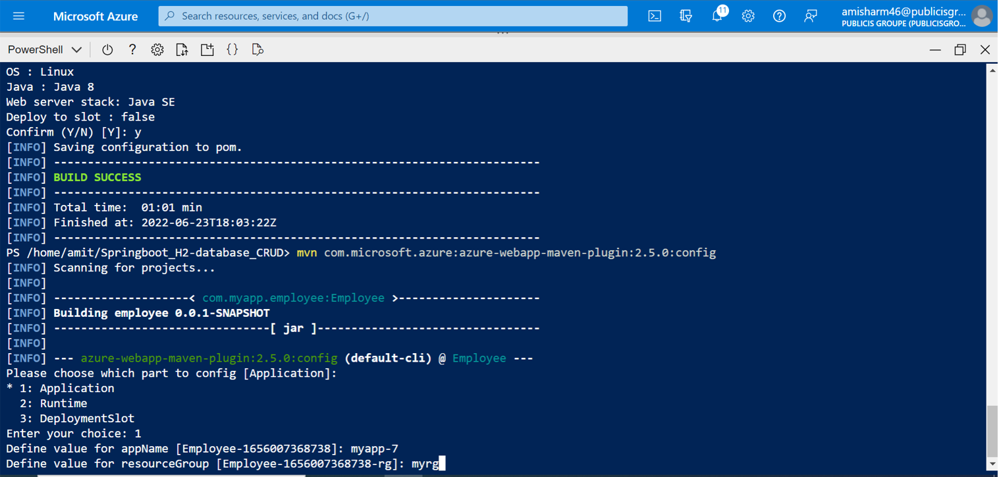 Microsoft Azure
Search resources, services, and docs (G+/)
11
amisharm46@publicisgr...
PUBLICIS GROUPE (PUBLICISGRO...
PowerShell
OS : Linux
Java : Java 8
Web server stack: Java SE
Deploy to slot : false
Confirm (Y/N) [Y]: y
[INFO] Saving configuration to pom.
[INFO] ------------------------------------------------------------------------
[INFO] BUILD SUCCESS
[INFO] ------------------------------------------------------------------------
[INFO] Total time:  01:01 min
[INFO] Finished at: 2022-06-23T18:03:22Z
[INFO] ------------------------------------------------------------------------
PS /home/amit/Springboot_H2-database_CRUD> mvn com.microsoft.azure:azure-webapp-maven-plugin:2.5.0:config
[INFO] Scanning for projects...
[INFO]
[INFO] --------------------< com.myapp.employee:Employee >---------------------
[INFO] Building employee 0.0.1-SNAPSHOT
[INFO] --------------------------------[ jar ]---------------------------------
[INFO]
[INFO] --- azure-webapp-maven-plugin:2.5.0:config (default-cli) @ Employee ---
Please choose which part to config [Application]:
* 1: Application
  2: Runtime
  3: DeploymentSlot
Enter your choice: 1
Define value for appName [Employee-1656007368738]: myapp-7
Define value for resourceGroup [Employee-1656007368738-rg]: myrg